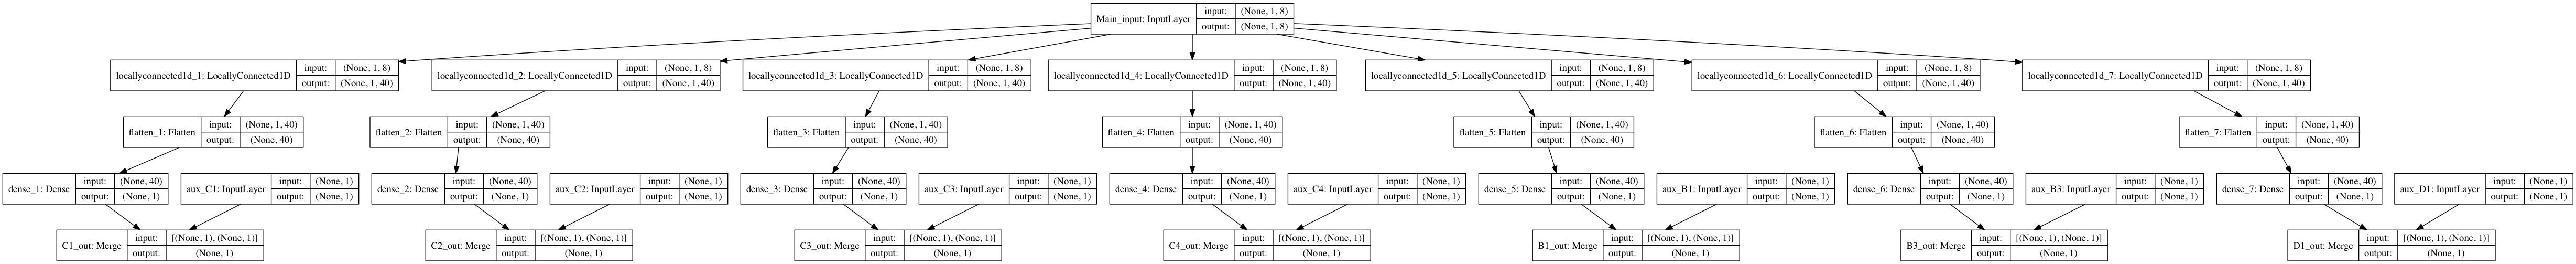 Main_input: InputLayer input: (None, 1, 8)
output: (None, 1, 8)
locallyconnected1d_1: LocallyConnected1D input: (None, 1, 8)
output: (None, 1, 40)
locallyconnected1d_2: LocallyConnected1D input: (None, 1, 8)
output: (None, 1, 40)
locallyconnected1d_3: LocallyConnected1D input: (None, 1, 8)
output: (None, 1, 40)
locallyconnected1d_4: LocallyConnected1D input: (None, 1, 8)
output: (None, 1, 40)
locallyconnected1d_5: LocallyConnected1D input: (None, 1, 8)
output: (None, 1, 40)
locallyconnected1d_6: LocallyConnected1D input: (None, 1, 8)
output: (None, 1, 40)
locallyconnected1d_7: LocallyConnected1D input: (None, 1, 8)
output: (None, 1, 40)
flatten_1: Flatten input: (None, 1, 40)
output: (None, 40)
flatten_2: Flatten input: (None, 1, 40)
output: (None, 40)
flatten_3: Flatten input: (None, 1, 40)
output: (None, 40)
flatten_4: Flatten input: (None, 1, 40)
output: (None, 40)
flatten_5: Flatten input: (None, 1, 40)
output: (None, 40)
flatten_6: Flatten input: (None, 1, 40)
output: (None, 40)
flatten_7: Flatten input: (None, 1, 40)
output: (None, 40)
dense_1: Dense input: (None, 40)
output: (None, 1)
aux_C1: InputLayer input: (None, 1)
output: (None, 1)
dense_2: Dense input: (None, 40)
output: (None, 1)
aux_C2: InputLayer input: (None, 1)
output: (None, 1)
dense_3: Dense input: (None, 40)
output: (None, 1)
aux_C3: InputLayer input: (None, 1)
output: (None, 1)
dense_4: Dense input: (None, 40)
output: (None, 1)
aux_C4: InputLayer input: (None, 1)
output: (None, 1)
dense_5: Dense input: (None, 40)
output: (None, 1)
aux_B1: InputLayer input: (None, 1)
output: (None, 1)
dense_6: Dense input: (None, 40)
output: (None, 1)
aux_B3: InputLayer input: (None, 1)
output: (None, 1)
dense_7: Dense input: (None, 40)
output: (None, 1)
aux_D1: InputLayer input: (None, 1)
output: (None, 1)
C1_out: Merge input: [(None, 1), (None, 1)]
output: (None, 1)
C2_out: Merge input: [(None, 1), (None, 1)]
output: (None, 1)
C3_out: Merge input: [(None, 1), (None, 1)]
output: (None, 1)
C4_out: Merge input: [(None, 1), (None, 1)]
output: (None, 1)
B1_out: Merge input: [(None, 1), (None, 1)]
output: (None, 1)
B3_out: Merge input: [(None, 1), (None, 1)]
output: (None, 1)
D1_out: Merge input: [(None, 1), (None, 1)]
output: (None, 1)